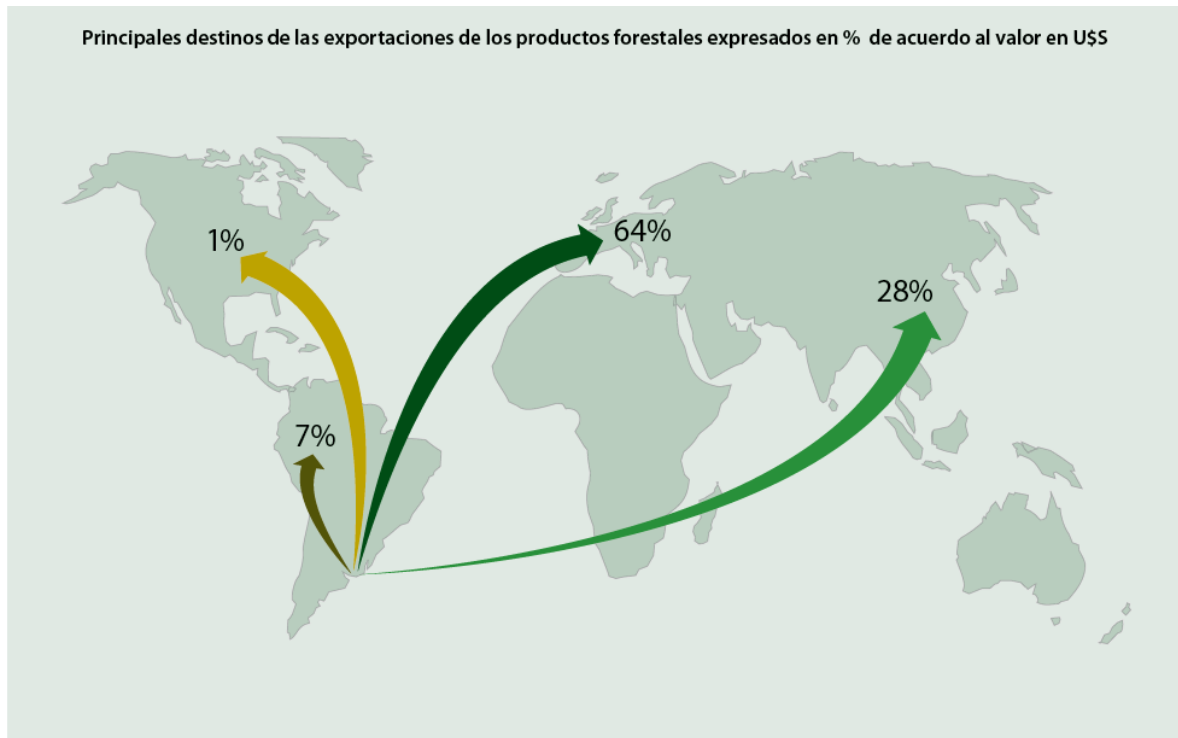 Principales destinos de las exportaciones de los productos forestales expresados en % de acuerdo al valor en U$S
1%
64%
28%
7%